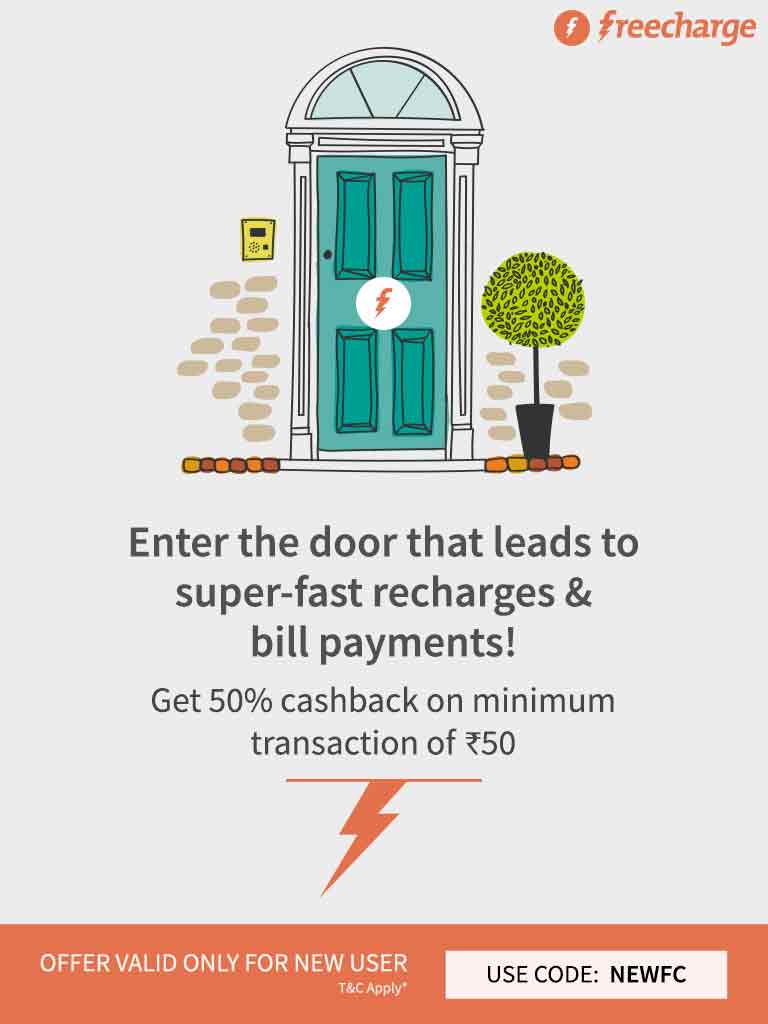 freecharge
Enter the door that leads to
super-fast recharges &
bill payments!
Get 50% cashback on minimum
transaction of ₹50
OFFER VALID ONLY FOR NEW USER
T&C Apply*
USE CODE: NEWFC